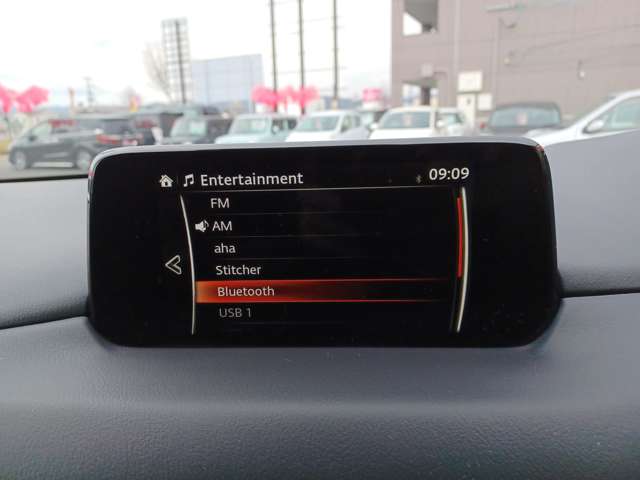 Entertainment 09:09
FM
AM
aha
Stitcher
Bluetooth
USB 1